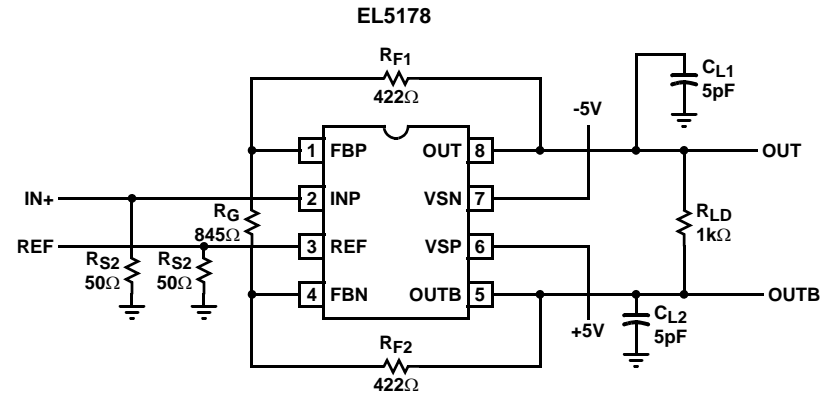 EL5178
RF1
422Ω
CL1
5pF
-5V
1 FBP OUT 8 OUT
IN+ 2 INP VSN 7
RG
845Ω
RLD
1kΩ
REF 3 REF VSP 6
RS2
50Ω
RS2
50Ω
4 FBN OUTB 5 OUTB
+5V
CL2
5pF
RF2
422Ω